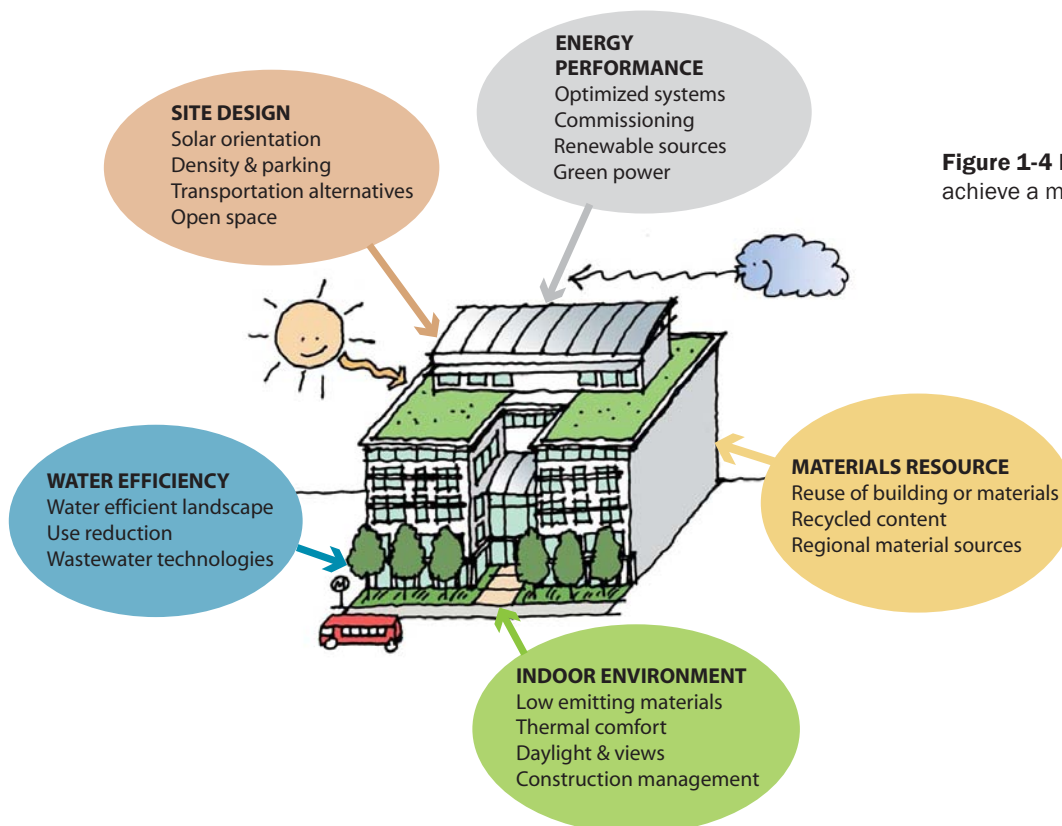 ENERGY
PERFORMANCE
Optimized systems
Commissioning
Renewable sources
Green power
SITE DESIGN
Solar orientation
Density & parking
Transportation alternatives
Open space
Figure 1-4
achieve a m
WATER EFFICIENCY
Water efficient landscape
Use reduction
Wastewater technologies
M
MATERIALS RESOURCE
Reuse of building or materials
Recycled content
Regional material sources
INDOOR ENVIRONMENT
Low emitting materials
Thermal comfort
Daylight & views
Construction management